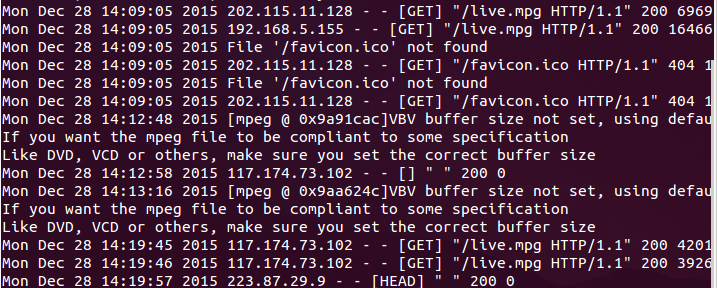 Mon Dec 28 14:09:05 2015 202.115.11.128 - - [GET] "/live.mpg HTTP/1.1" 200 6969
Mon Dec 28 14:09:05 2015 192.168.5.155 - - [GET] "/live.mpg HTTP/1.1" 200 16466
Mon Dec 28 14:09:05 2015 File '/favicon.ico' not found
Mon Dec 28 14:09:05 2015 202.115.11.128 - - [GET] "/favicon.ico HTTP/1.1" 404 1
Mon Dec 28 14:09:05 2015 File '/favicon.ico' not found
Mon Dec 28 14:09:05 2015 202.115.11.128 - - [GET] "/favicon.ico HTTP/1.1" 404 1
Mon Dec 28 14:12:48 2015 [mpeg @ 0x9a91cac]VBV buffer size not set, using defau
If you want the mpeg file to be compliant to some specification
Like DVD, VCD or others, make sure you set the correct buffer size
Mon Dec 28 14:12:58 2015 117.174.73.102 - - [] " " 200 0
Mon Dec 28 14:13:16 2015 [mpeg @ 0x9aa624c]VBV buffer size not set, using defau
If you want the mpeg file to be compliant to some specification
Like DVD, VCD or others, make sure you set the correct buffer size
Mon Dec 28 14:19:45 2015 117.174.73.102 - - [GET] "/live.mpg HTTP/1.1" 200 4201
Mon Dec 28 14:19:46 2015 117.174.73.102 - - [GET] "/live.mpg HTTP/1.1" 200 3926
Mon Dec 28 14:19:57 2015 223.87.29.9 - - [HEAD] " " 200 0